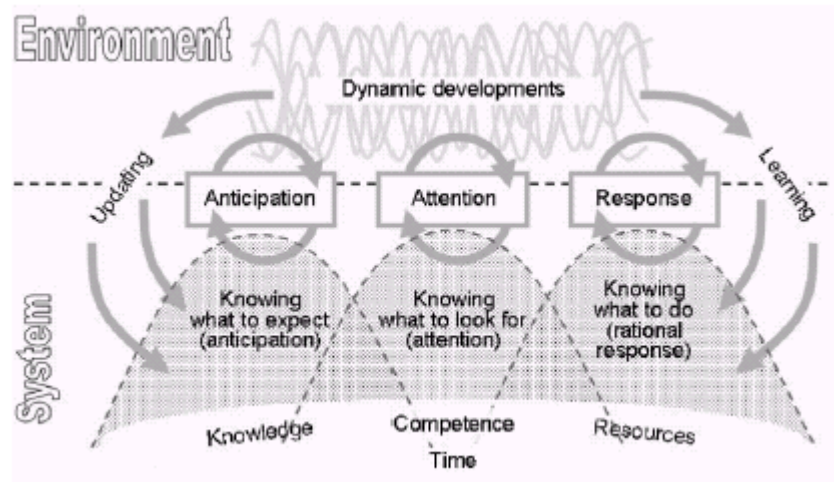 Environment
Dynamic developments
Updating
Learning
Anticipation
Attention
Response
Knowing
what to expect
(anticipation)
Knowing
what to look for
(attention)
Knowing
what to do
(rational
response)
System
Knowledge
Competence
Resources
Time